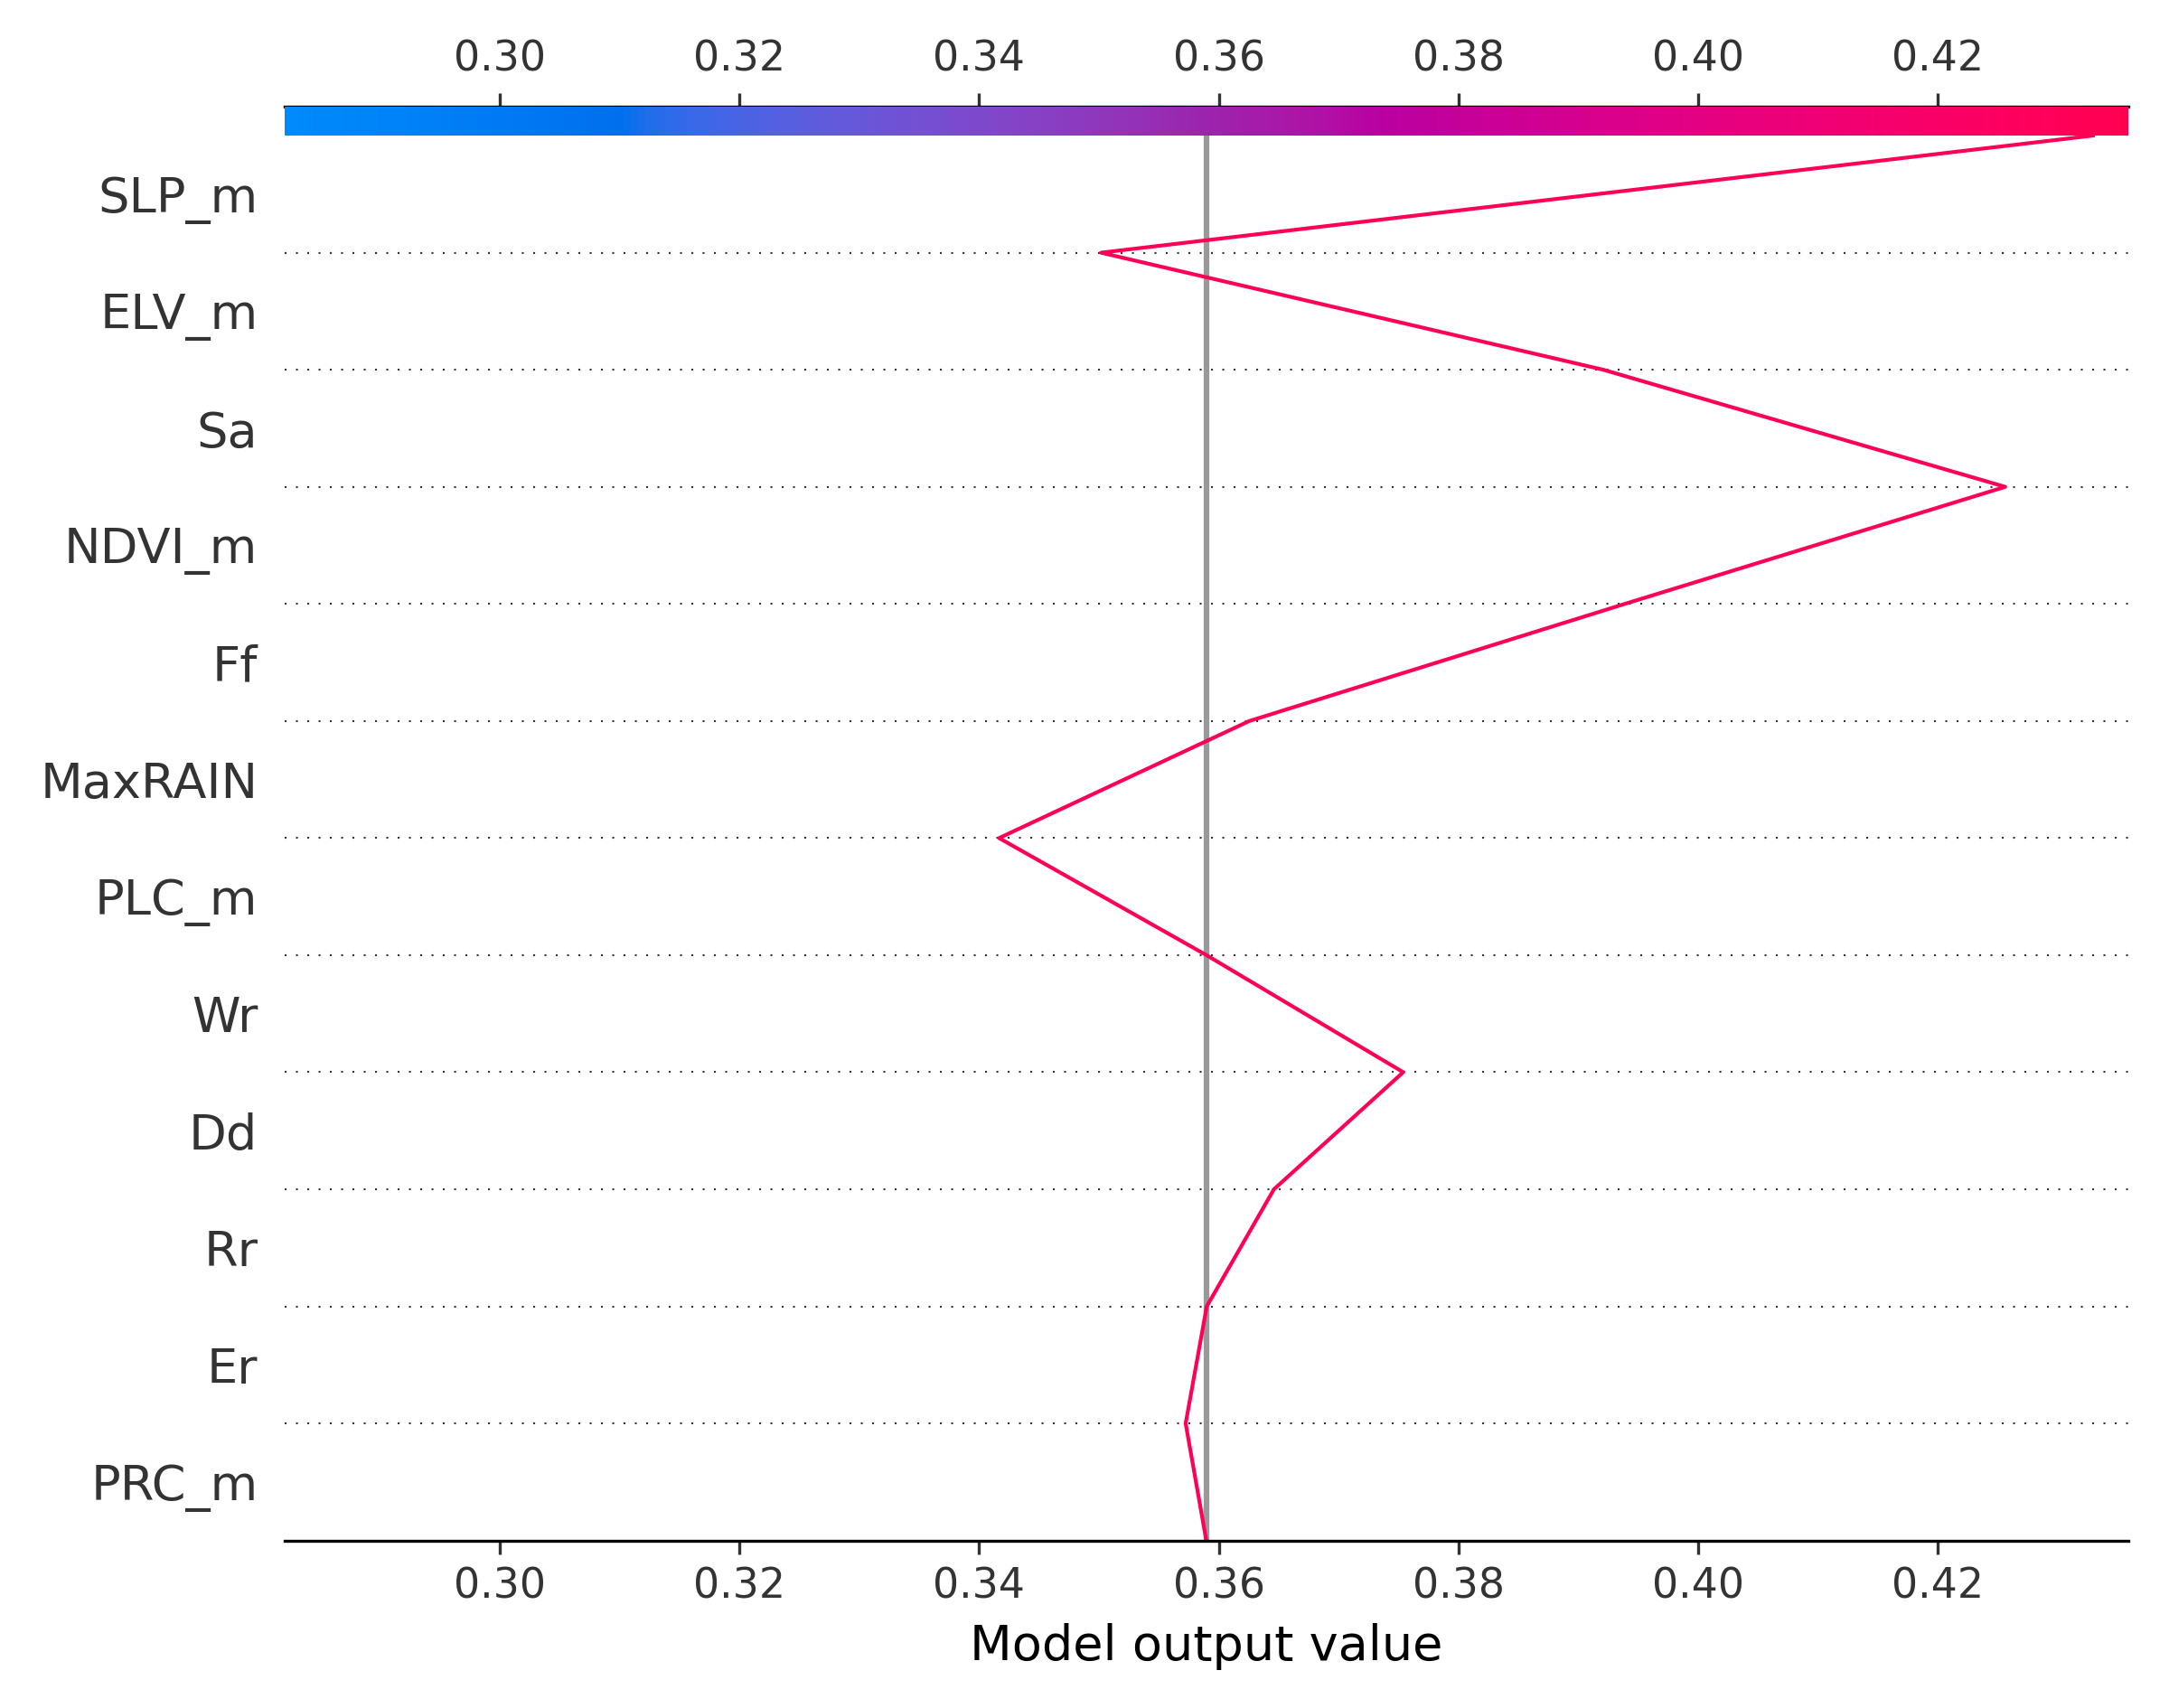 0.30 0.32 0.34 0.36 0.38 0.40 0.42
SLP_m
ELV_m
Sa
NDVI_m
Ff
MaxRAIN
PLC_m
Wr
Dd
Rr
Er
PRC_m
0.30 0.32 0.34 0.36 0.38 0.40 0.42
Model output value